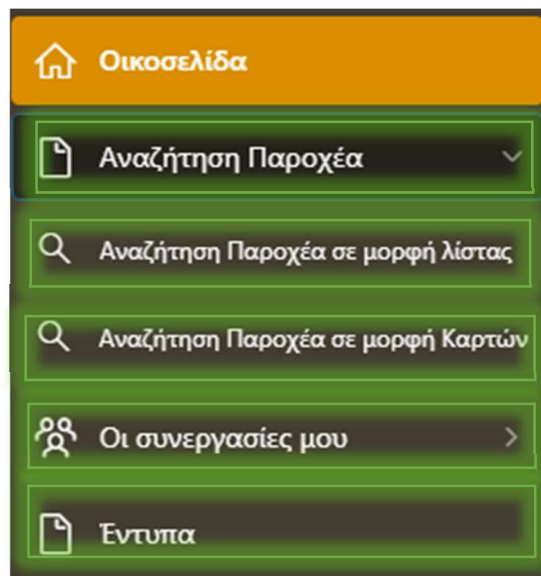 Οικοσελίδα
Αναζήτηση Παροχέα
Αναζήτηση Παροχέα σε μορφή λίστας
Αναζήτηση Παροχέα σε μορφή Καρτών
Οι συνεργασίες μου
Έντυπα